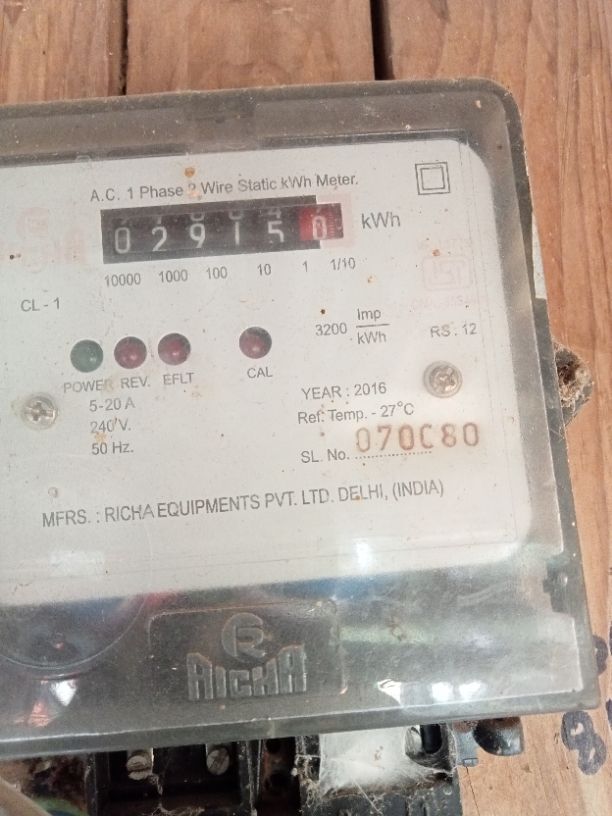 A.C. 1 Phase 2 Wire Static kWh Meter.
029150 kWh
10000 1000 100 10 1 1/10
CL - 1
3200 Imp/kWh
RS : 12
POWER REV. EFLT CAL
5-20 A
240 V.
50 Hz.
YEAR : 2016
Ref. Temp. - 27°C
SL. No. 070080
MFRS. : RICHA EQUIPMENTS PVT. LTD. DELHI, (INDIA)
R
RICHA